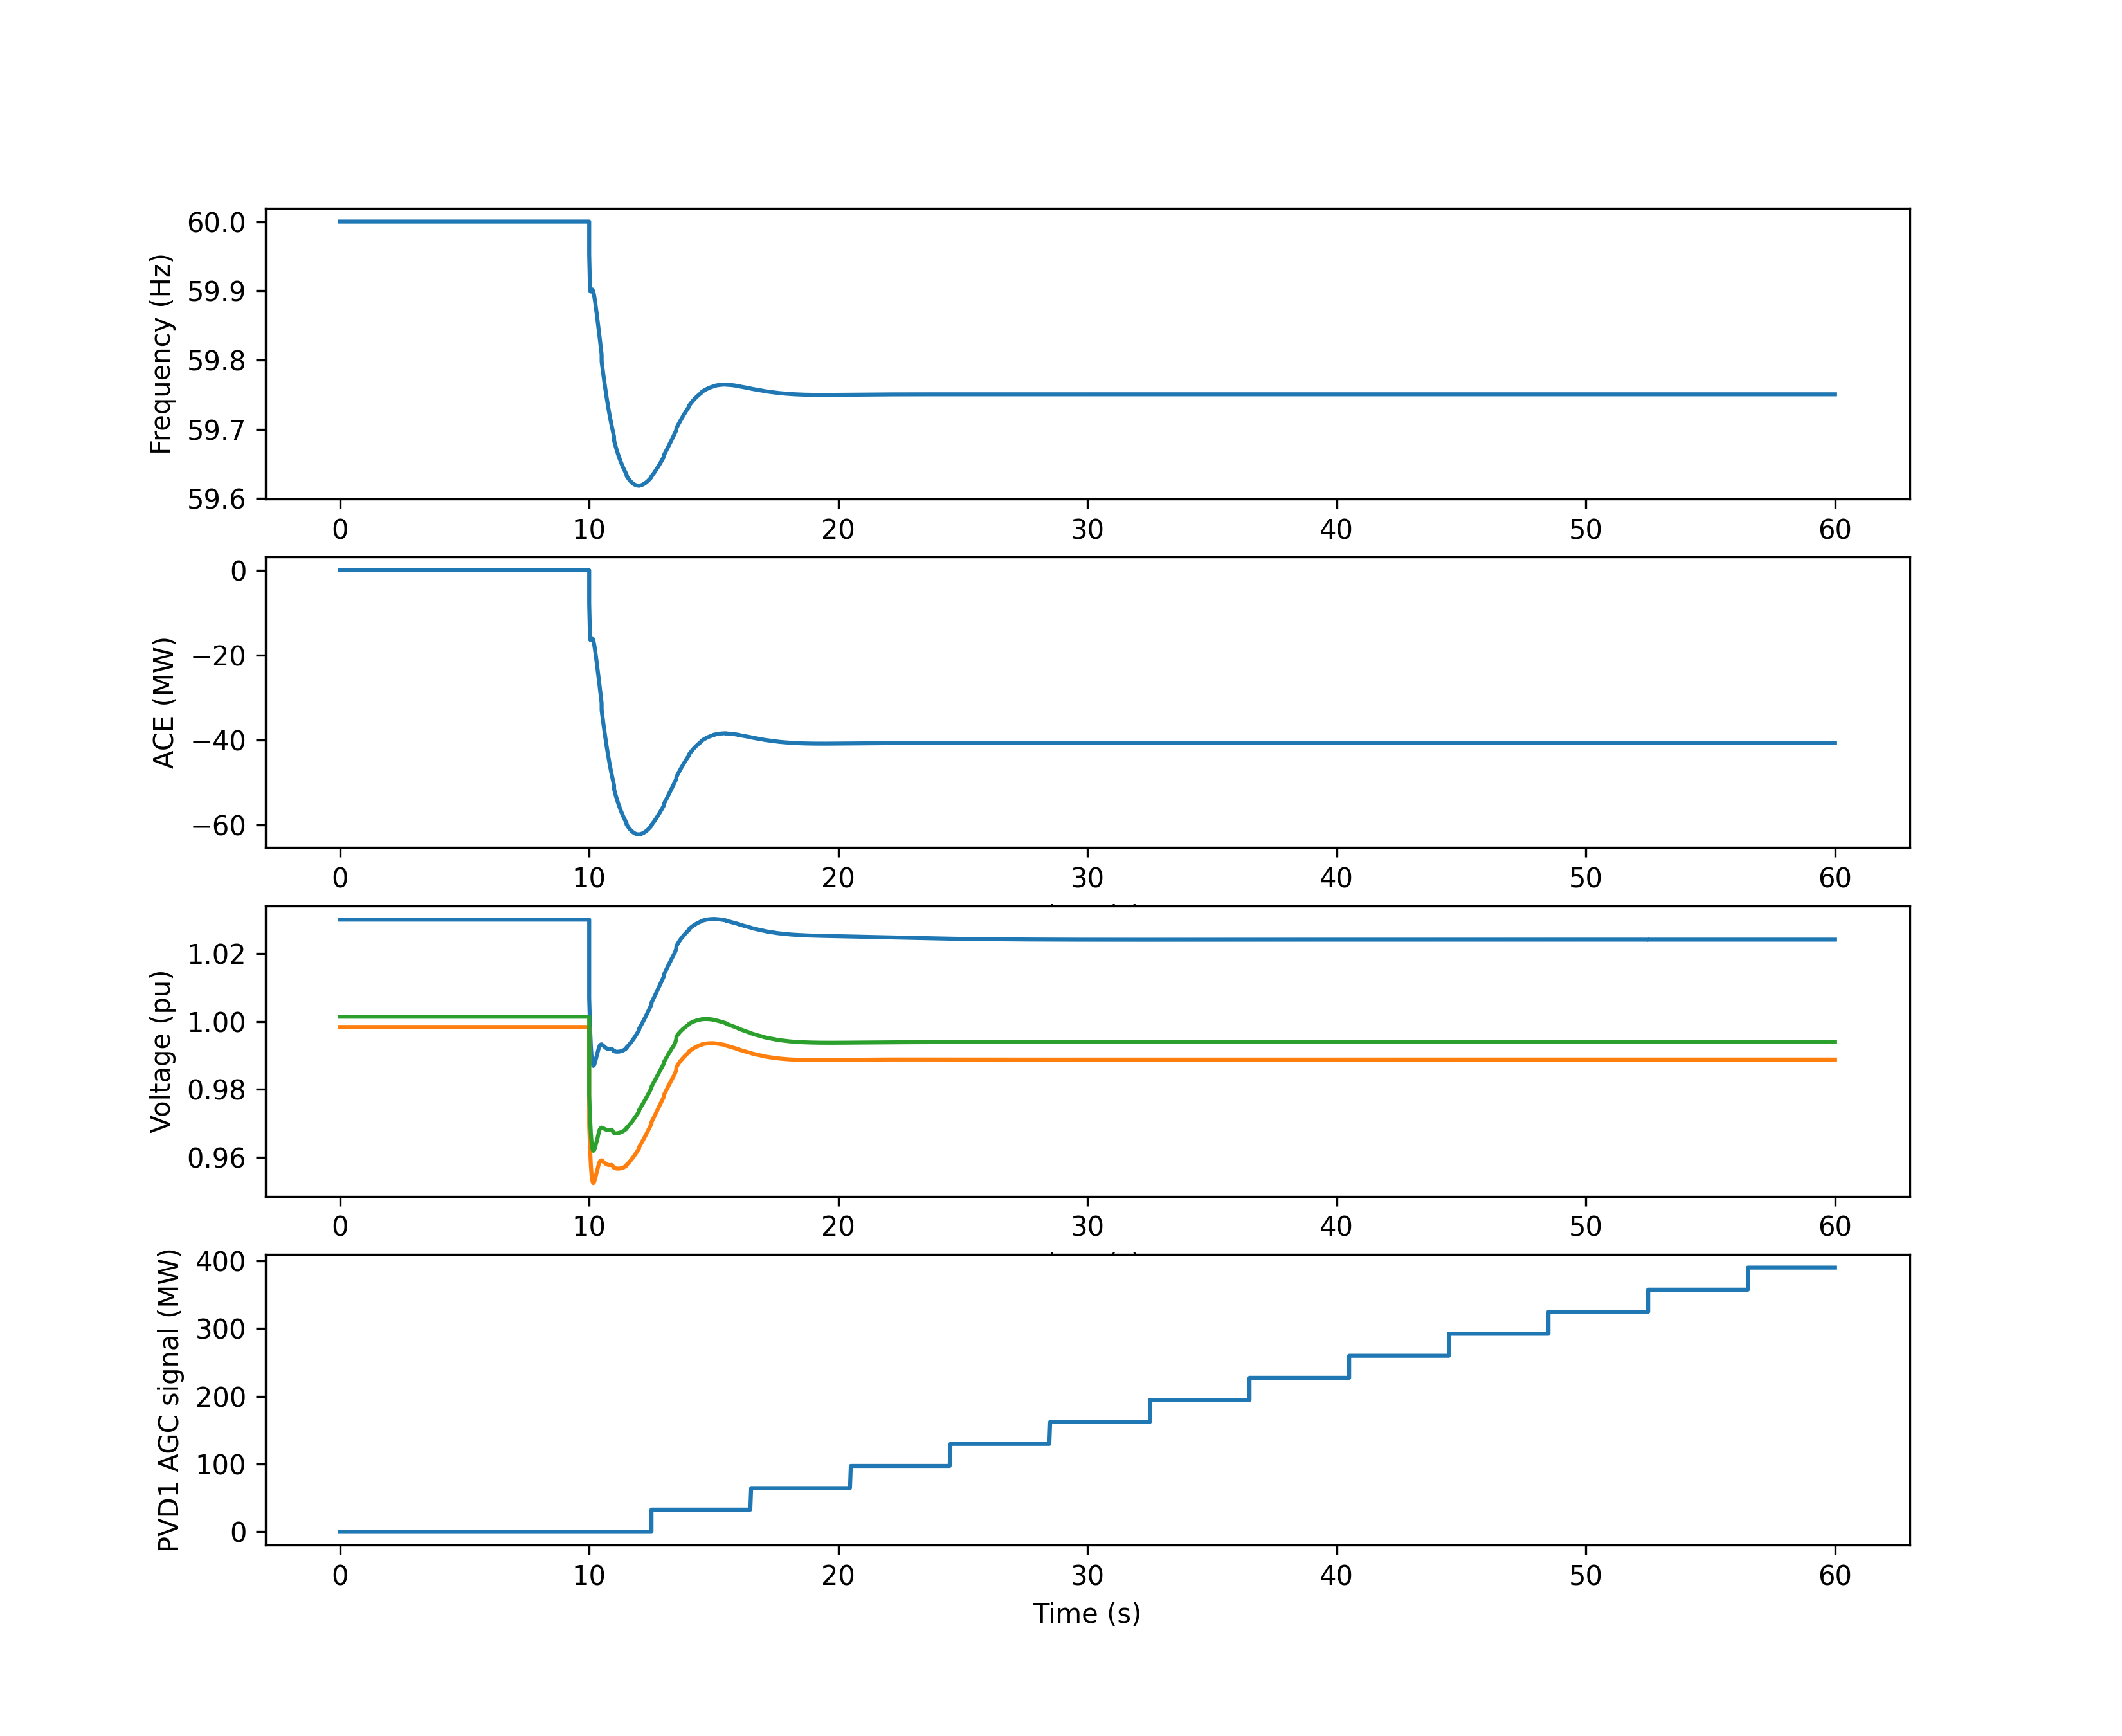 Frequency (Hz)
60.0
59.9
59.8
59.7
59.6
0 10 20 30 40 50 60
ACE (MW)
0
−20
−40
−60
0 10 20 30 40 50 60
Voltage (pu)
1.02
1.00
0.98
0.96
0 10 20 30 40 50 60
PVD1 AGC signal (MW)
400
300
200
100
0
0 10 20 30 40 50 60
Time (s)